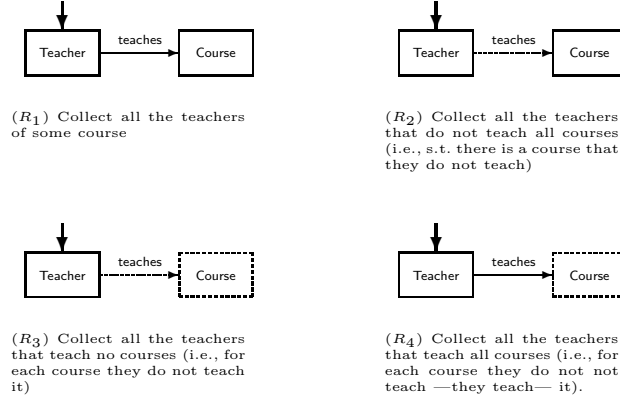 teaches
Teacher Course
(R1) Collect all the teachers
of some course
teaches
Teacher Course
(R2) Collect all the teachers
that do not teach all courses
(i.e., s.t. there is a course that
they do not teach)
teaches
Teacher Course
(R3) Collect all the teachers
that teach no courses (i.e., for
each course they do not teach
it)
teaches
Teacher Course
(R4) Collect all the teachers
that teach all courses (i.e., for
each course they do not not
teach —they teach— it).